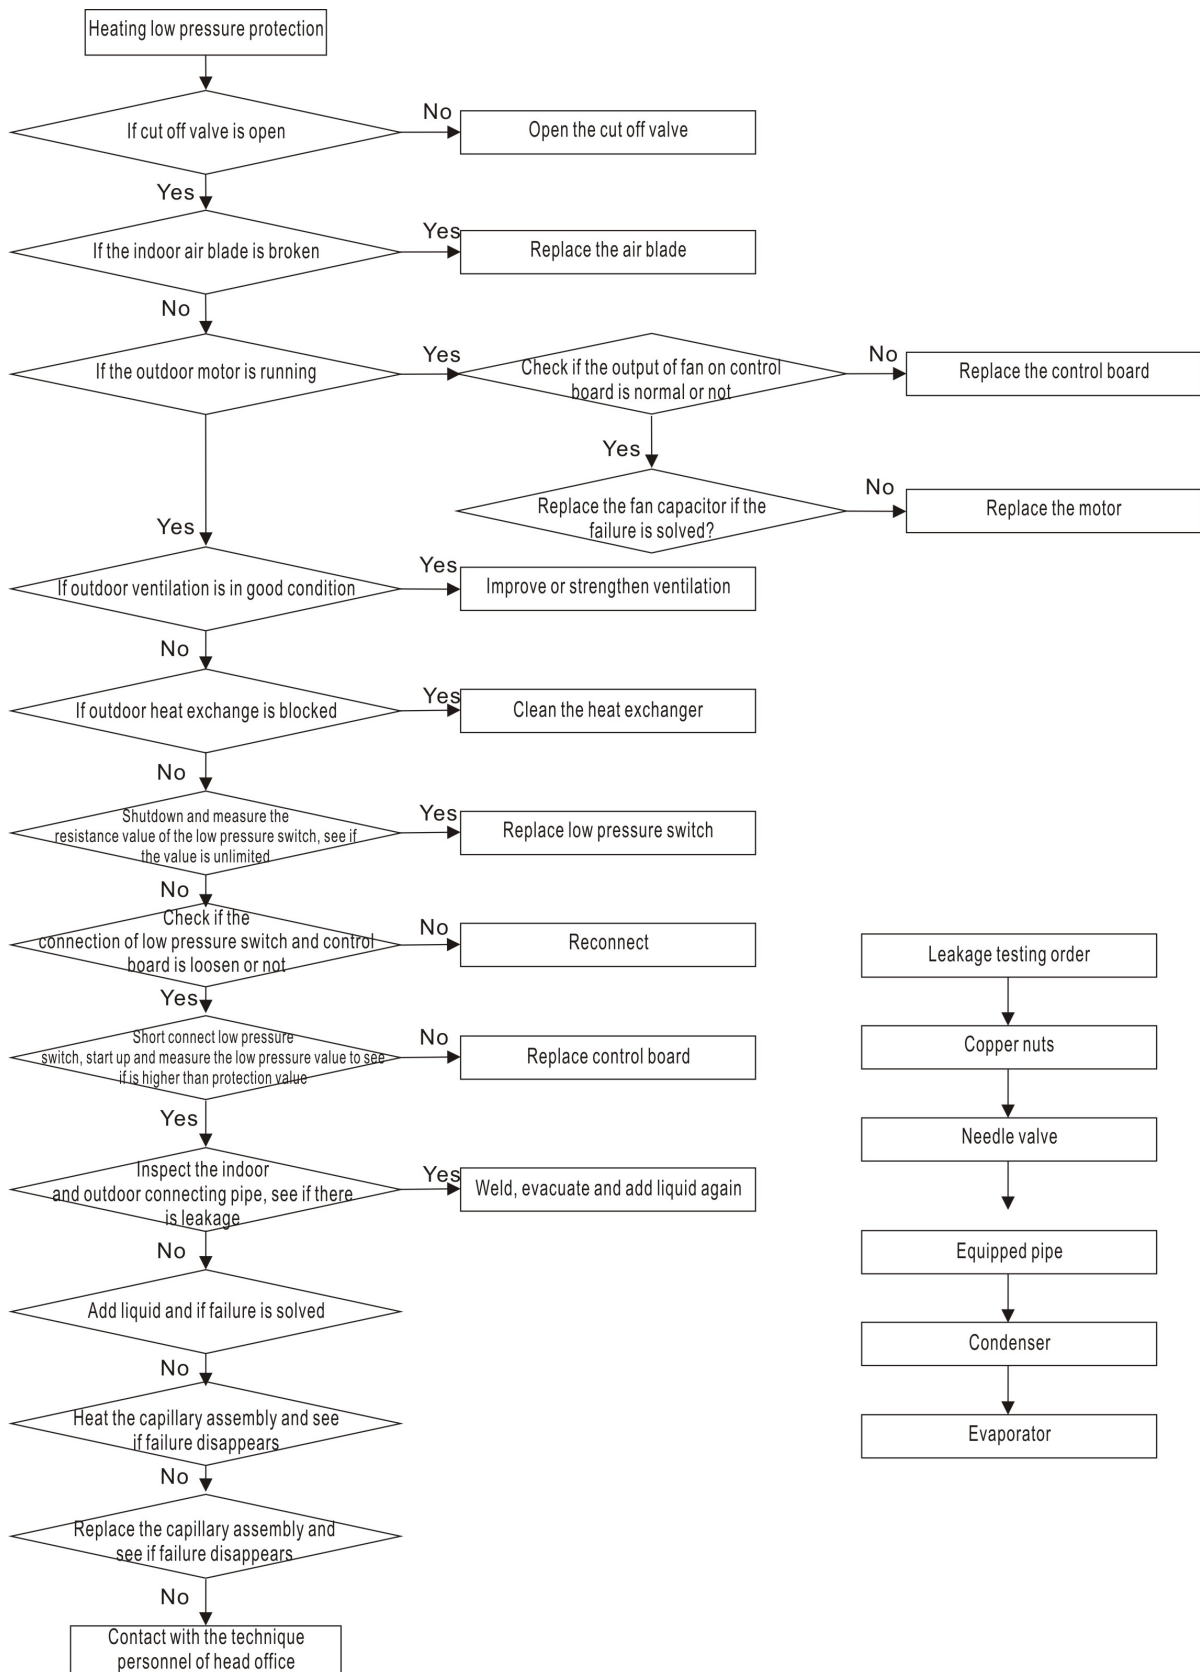 Heating low pressure protection
If cut off valve is open
No
Open the cut off valve
Yes
If the indoor air blade is broken
Yes
Replace the air blade
No
If the outdoor motor is running
Yes
Check if the output of fan on control
board is normal or not
No
Replace the control board
Yes
Replace the fan capacitor if the
failure is solved?
No
Replace the motor
Yes
If outdoor ventilation is in good condition
Yes
Improve or strengthen ventilation
No
If outdoor heat exchange is blocked
Yes
Clean the heat exchanger
No
Shutdown and measure the
resistance value of the low pressure switch, see if
the value is unlimited
Yes
Replace low pressure switch
No
Check if the
connection of low pressure switch and control
board is loosen or not
No
Reconnect
Yes
Short connect low pressure
switch, start up and measure the low pressure value to see
if is higher than protection value
No
Replace control board
Yes
Inspect the indoor
and outdoor connecting pipe, see if there
is leakage
Yes
Weld, evacuate and add liquid again
No
Add liquid and if failure is solved
No
Heat the capillary assembly and see
if failure disappears
No
Replace the capillary assembly and
see if failure disappears
No
Contact with the technique
personnel of head office
Leakage testing order
Copper nuts
Needle valve
Equipped pipe
Condenser
Evaporator